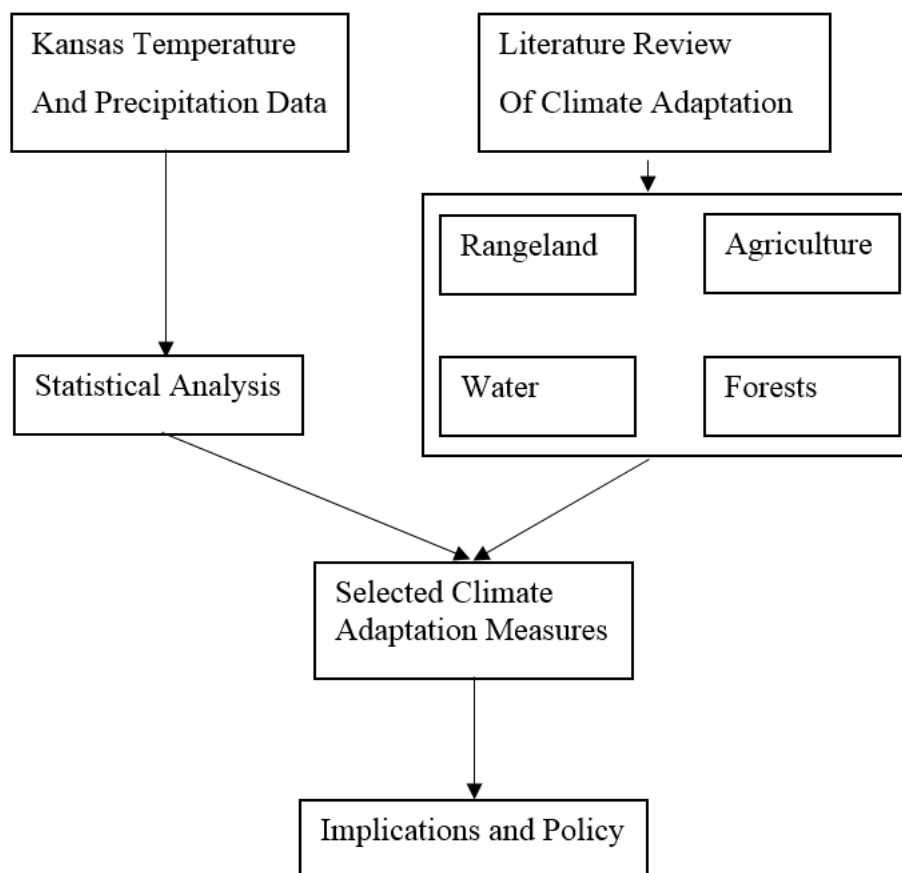 Kansas Temperature
And Precipitation Data
Literature Review
Of Climate Adaptation
Rangeland
Agriculture
Water
Forests
Statistical Analysis
Selected Climate
Adaptation Measures
Implications and Policy